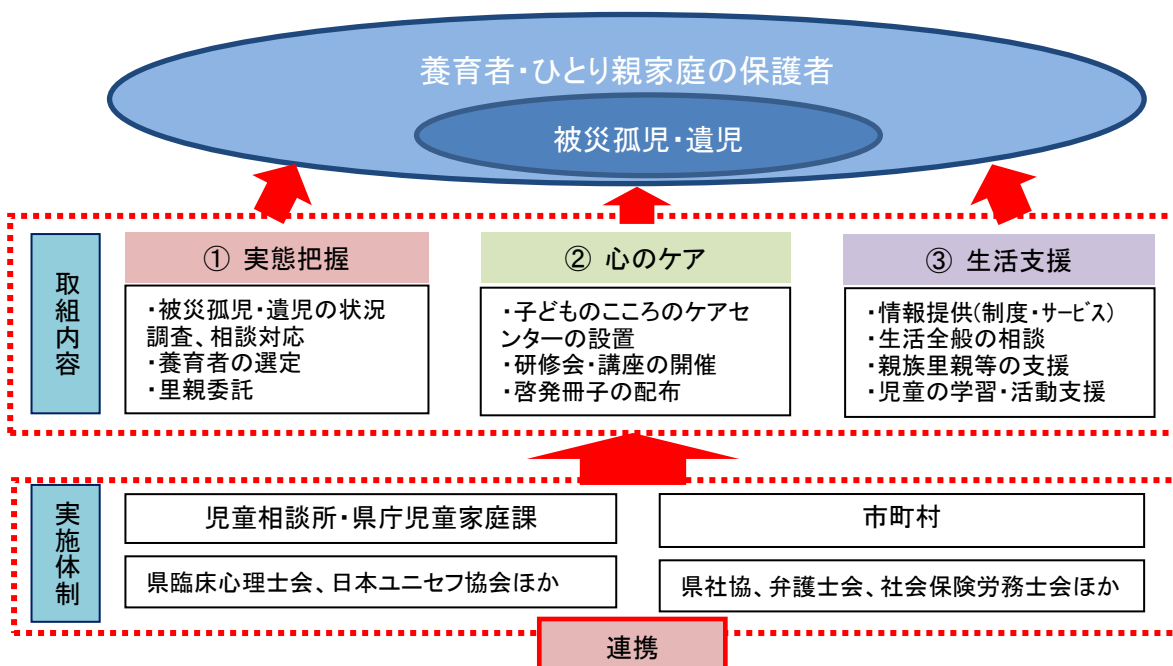 養育者・ひとり親家庭の保護者
被災孤児・遺児
取組内容
① 実態把握
・被災孤児・遺児の状況
調査、相談対応
・養育者の選定
・里親委託
② 心のケア
・子どものこころのケアセ
ンターの設置
・研修会・講座の開催
・啓発冊子の配布
③ 生活支援
・情報提供(制度・サービス)
・生活全般の相談
・親族里親等の支援
・児童の学習・活動支援
実施体制
児童相談所・県庁児童家庭課
市町村
県臨床心理士会、日本ユニセフ協会ほか
県社協、弁護士会、社会保険労務士会ほか
連携